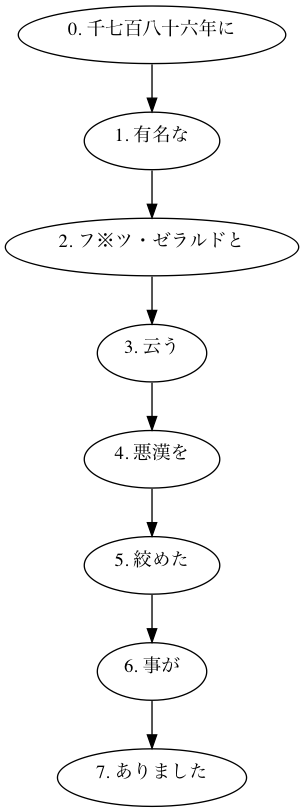 0. 千七百八十六年に
1. 有名な
2. フ※ツ・ゼラルドと
3. 云う
4. 悪漢を
5. 絞めた
6. 事が
7. ありました